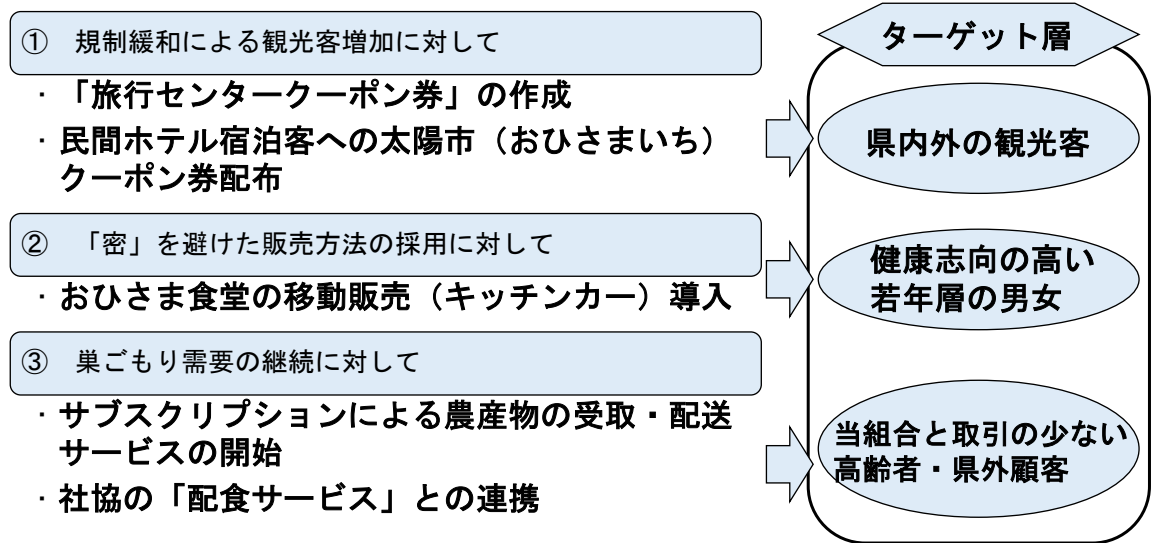 ① 規制緩和による観光客増加に対して
・「旅行センタークーポン券」の作成
・民間ホテル宿泊客への太陽市（おひさまいち）
クーポン券配布
② 「密」を避けた販売方法の採用に対して
・おひさま食堂の移動販売（キッチンカー）導入
③ 巣ごもり需要の継続に対して
・サブスクリプションによる農産物の受取・配送
サービスの開始
・社協の「配食サービス」との連携
ターゲット層
県内外の観光客
健康志向の高い
若年層の男女
当組合と取引の少ない
高齢者・県外顧客